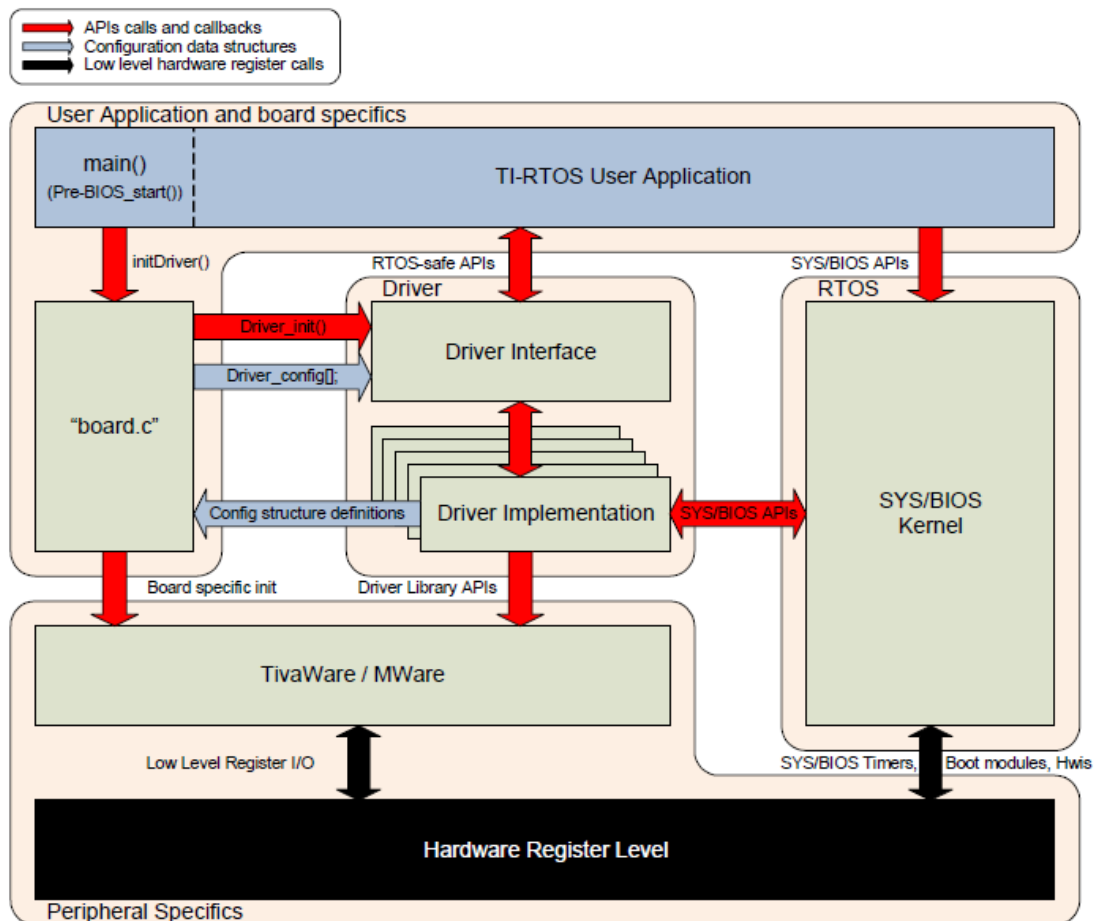 APIs calls and callbacks
Configuration data structures
Low level hardware register calls
User Application and board specifics
main()
(Pre-BIOS_start())
TI-RTOS User Application
initDriver()
RTOS-safe APIs
SYS/BIOS APIs
Driver
RTOS
Driver_init()
Driver Interface
Driver_config[];
"board.c"
Config structure definitions
Driver Implementation
SYS/BIOS APIs
SYS/BIOS
Kernel
Board specific init
Driver Library APIs
TivaWare / MWare
Low Level Register I/O
SYS/BIOS Timers, Boot modules, Hwis
Hardware Register Level
Peripheral Specifics